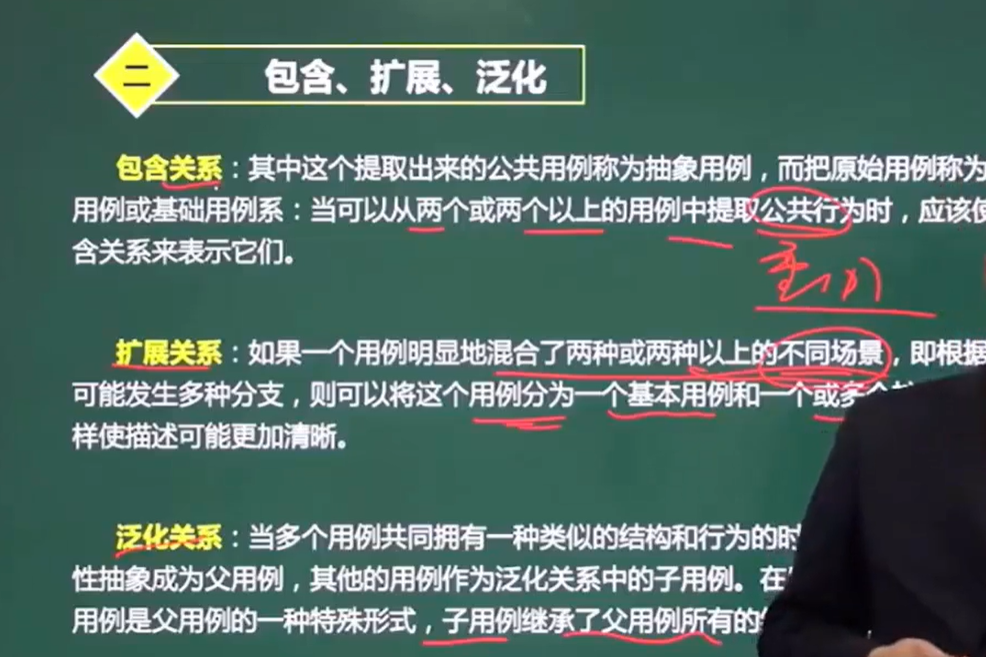 二
包含、扩展、泛化
包含关系：其中这个提取出来的公共用例称为抽象用例，而把原始用例称为
用例或基础用例系：当可以从两个或两个以上的用例中提取公共行为时，应该使
含关系来表示它们。
扩展关系：如果一个用例明显地混合了两种或两种以上的不同场景，即根据
可能发生多种分支，则可以将这个用例分为一个基本用例和一个或多个
样使描述可能更加清晰。
泛化关系：当多个用例共同拥有一种类似的结构和行为的时
性抽象成为父用例，其他的用例作为泛化关系中的子用例。在
用例是父用例的一种特殊形式，子用例继承了父用例所有的